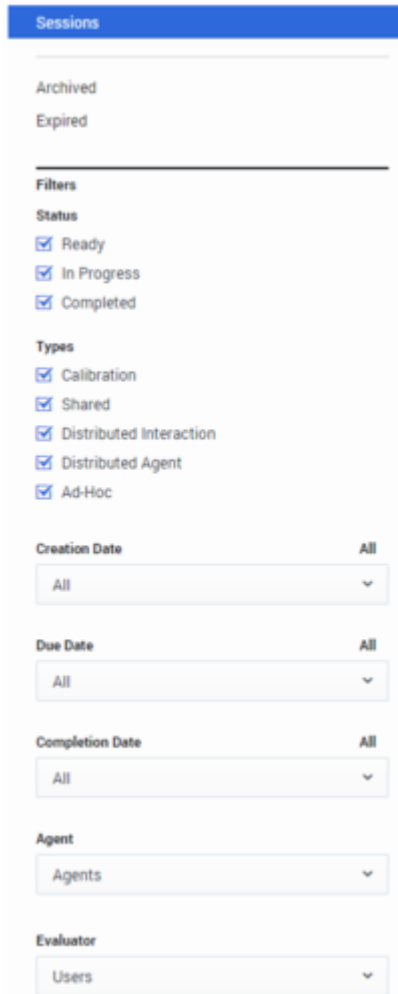 Sessions
Archived
Expired
Filters
Status
Ready
In Progress
Completed
Types
Calibration
Shared
Distributed Interaction
Distributed Agent
Ad-Hoc
Creation Date All
All
Due Date All
All
Completion Date All
All
Agent
Agents
Evaluator
Users